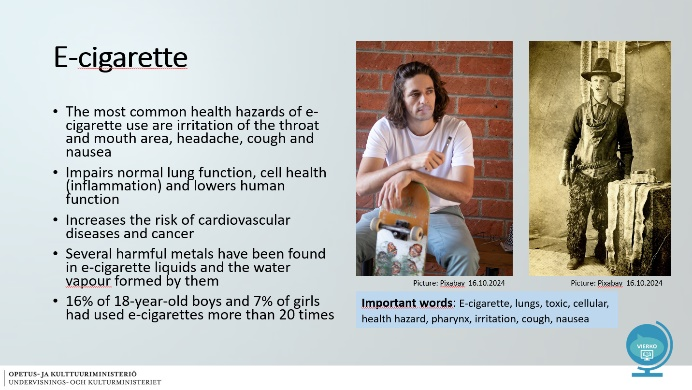 E-cigarette
• The most common health hazards of e-
cigarette use are irritation of the throat
and mouth area, headache, cough and
nausea
• Impairs normal lung function, cell health
(inflammation) and lowers human
function
• Increases the risk of cardiovascular
diseases and cancer
• Several harmful metals have been found
in e-cigarette liquids and the water
vapour formed by them
• 16% of 18-year-old boys and 7% of girls
had used e-cigarettes more than 20 times
Picture: Pixabay 16.10.2024
Picture: Pixabay 16.10.2024
Important words: E-cigarette, lungs, toxic, cellular,
health hazard, pharynx, irritation, cough, nausea
VIERKO
OPETUS- JA KULTTUURIMINISTERIÖ
UNDERVISNINGS- OCH KULTURMINISTERIET